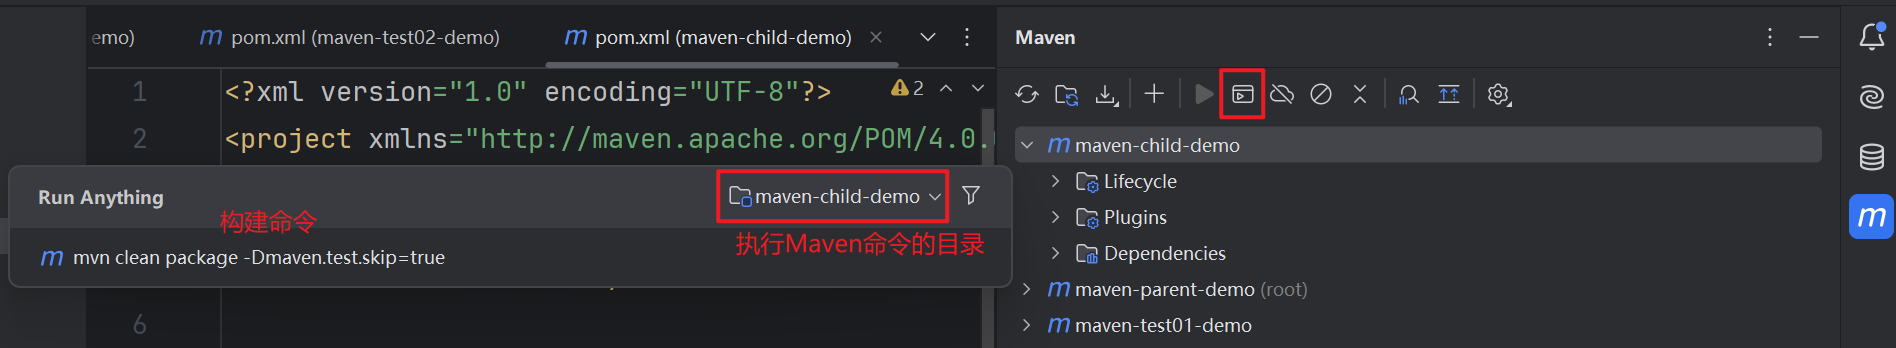 emo)
pom.xml (maven-test02-demo)
pom.xml (maven-child-demo)
Maven
1
<?xml version="1.0" encoding="UTF-8"?>
2
2
<project xmlns="http://maven.apache.org/POM/4.0.
maven-child-demo
Lifecycle
Plugins
Dependencies
maven-parent-demo (root)
maven-test01-demo
Run Anything
构建命令
maven-child-demo
执行Maven命令的目录
mvn clean package -Dmaven.test.skip=true
6